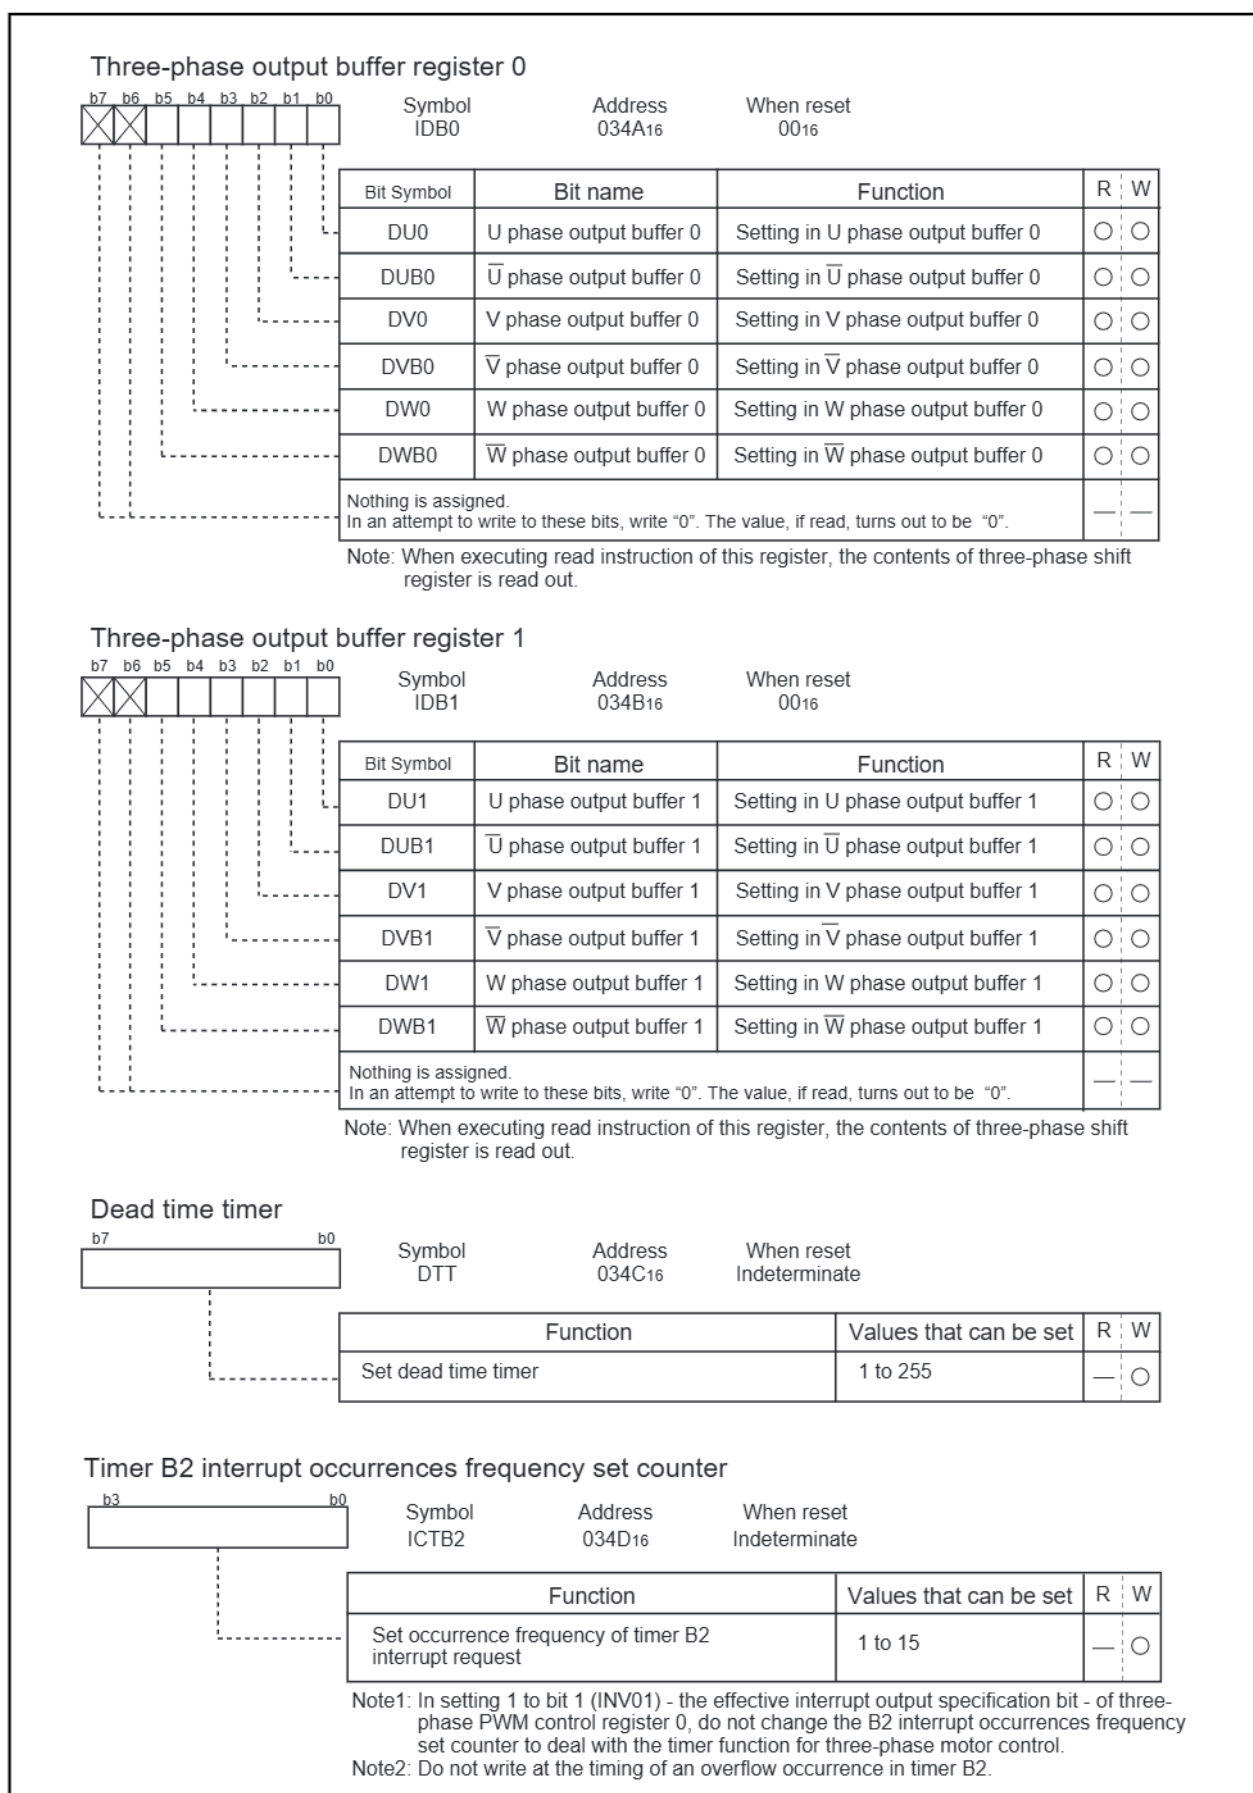 Three-phase output buffer register 0
b7 b6 b5 b4 b3 b2 b1 b0
Symbol Address When reset
IDB0 034A16 0016
Bit Symbol Bit name Function R W
DU0 U phase output buffer 0 Setting in U phase output buffer 0 ○ ○
DUB0 U̅ phase output buffer 0 Setting in U̅ phase output buffer 0 ○ ○
DV0 V phase output buffer 0 Setting in V phase output buffer 0 ○ ○
DVB0 V̅ phase output buffer 0 Setting in V̅ phase output buffer 0 ○ ○
DW0 W phase output buffer 0 Setting in W phase output buffer 0 ○ ○
DWB0 W̅ phase output buffer 0 Setting in W̅ phase output buffer 0 ○ ○
Nothing is assigned.
In an attempt to write to these bits, write “0”. The value, if read, turns out to be “0”. — —
Note: When executing read instruction of this register, the contents of three-phase shift
register is read out.
Three-phase output buffer register 1
b7 b6 b5 b4 b3 b2 b1 b0
Symbol Address When reset
IDB1 034B16 0016
Bit Symbol Bit name Function R W
DU1 U phase output buffer 1 Setting in U phase output buffer 1 ○ ○
DUB1 U̅ phase output buffer 1 Setting in U̅ phase output buffer 1 ○ ○
DV1 V phase output buffer 1 Setting in V phase output buffer 1 ○ ○
DVB1 V̅ phase output buffer 1 Setting in V̅ phase output buffer 1 ○ ○
DW1 W phase output buffer 1 Setting in W phase output buffer 1 ○ ○
DWB1 W̅ phase output buffer 1 Setting in W̅ phase output buffer 1 ○ ○
Nothing is assigned.
In an attempt to write to these bits, write “0”. The value, if read, turns out to be “0”. — —
Note: When executing read instruction of this register, the contents of three-phase shift
register is read out.
Dead time timer
b7 b0
Symbol Address When reset
DTT 034C16 Indeterminate
Function Values that can be set R W
Set dead time timer 1 to 255 — ○
Timer B2 interrupt occurrences frequency set counter
b3 b0
Symbol Address When reset
ICTB2 034D16 Indeterminate
Function Values that can be set R W
Set occurrence frequency of timer B2
interrupt request 1 to 15 — ○
Note1: In setting 1 to bit 1 (INV01) - the effective interrupt output specification bit - of three-
phase PWM control register 0, do not change the B2 interrupt occurrences frequency
set counter to deal with the timer function for three-phase motor control.
Note2: Do not write at the timing of an overflow occurrence in timer B2.